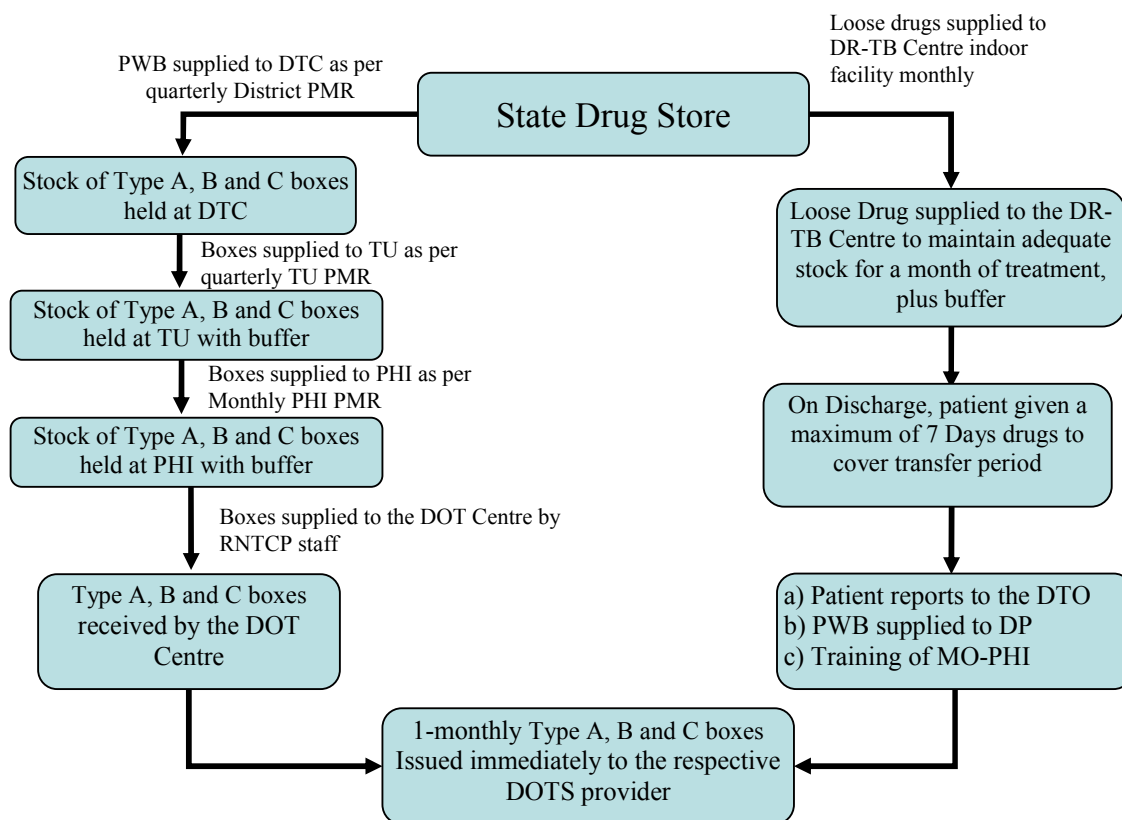 Loose drugs supplied to
DR-TB Centre indoor
facility monthly
PWB supplied to DTC as per
quarterly District PMR
State Drug Store
Stock of Type A, B and C boxes
held at DTC
Boxes supplied to TU as per
quarterly TU PMR
Stock of Type A, B and C boxes
held at TU with buffer
Boxes supplied to PHI as per
Monthly PHI PMR
Stock of Type A, B and C boxes
held at PHI with buffer
Boxes supplied to the DOT Centre by
RNTCP staff
Type A, B and C boxes
received by the DOT
Centre
Loose Drug supplied to the DR-
TB Centre to maintain adequate
stock for a month of treatment,
plus buffer
On Discharge, patient given a
maximum of 7 Days drugs to
cover transfer period
a) Patient reports to the DTO
b) PWB supplied to DP
c) Training of MO-PHI
1-monthly Type A, B and C boxes
Issued immediately to the respective
DOTS provider